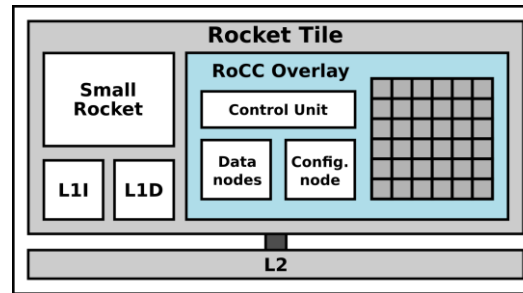 Rocket Tile
Small
Rocket
L1I
L1D
RoCC Overlay
Control Unit
Data
nodes
Config.
node
L2